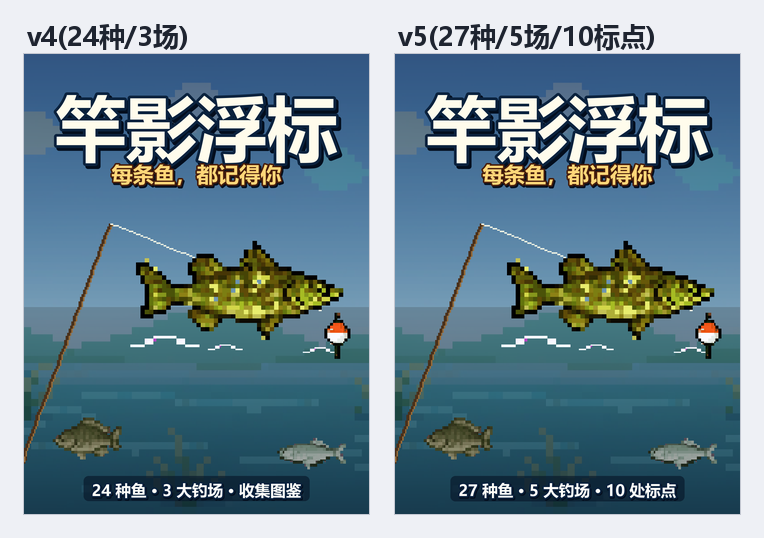 v4(24种/3场)
竿影浮标
每条鱼，都记得你
24 种鱼・3 大钓场・收集图鉴
v5(27种/5场/10标点)
竿影浮标
每条鱼，都记得你
27 种鱼・5 大钓场・10 处标点